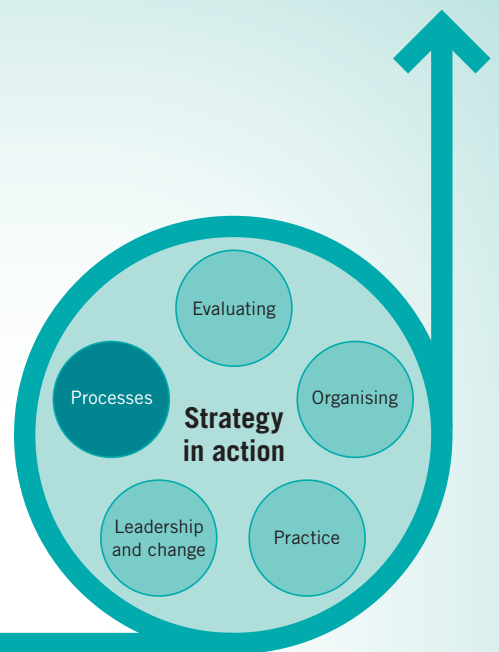 Evaluating
Processes
Organising
Strategy
in action
Leadership
and change
Practice